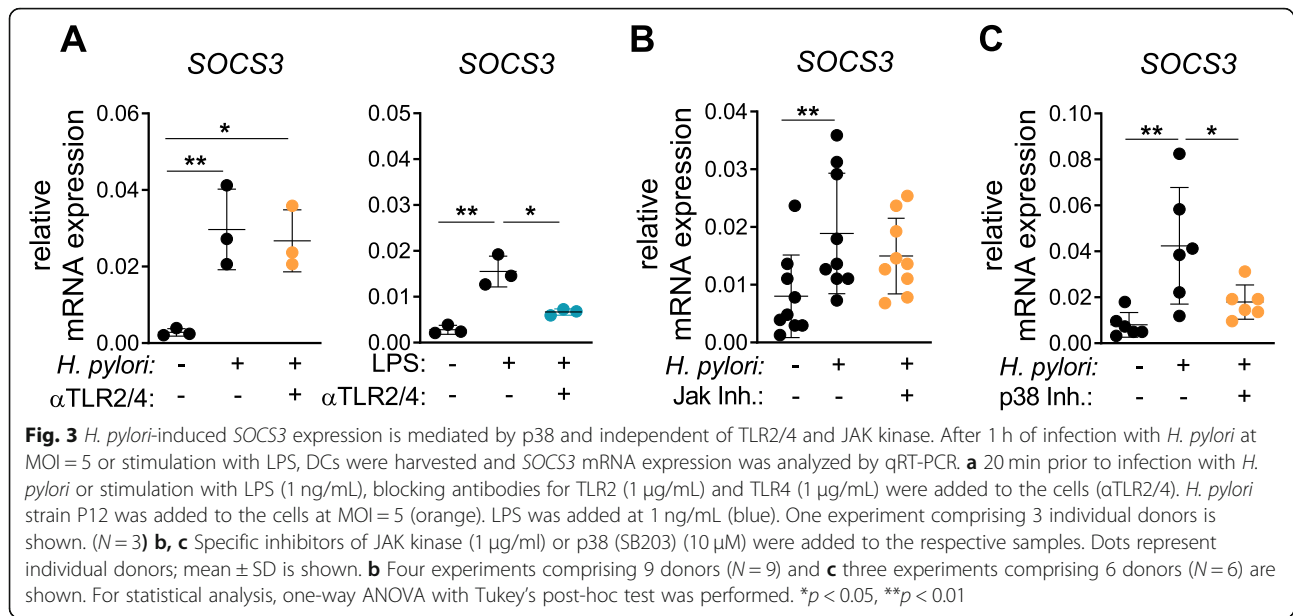 A
B
C
SOCS3
SOCS3
SOCS3
SOCS3
relative
mRNA expression
0.06
0.04
0.02
0.00
**
*
H. pylori: - + +
αTLR2/4: - - +
0.05
0.04
0.03
0.02
0.01
0.00
**
*
LPS: - + +
αTLR2/4: - - +
relative
mRNA expression
0.04
0.03
0.02
0.01
0.00
**
H. pylori: - + +
Jak Inh.: - - +
relative
mRNA expression
0.10
0.08
0.06
0.04
0.02
0.00
**
*
H. pylori: - + +
p38 Inh.: - - +
Fig. 3 H. pylori-induced SOCS3 expression is mediated by p38 and independent of TLR2/4 and JAK kinase. After 1 h of infection with H. pylori at
MOI = 5 or stimulation with LPS, DCs were harvested and SOCS3 mRNA expression was analyzed by qRT-PCR. a 20 min prior to infection with H.
pylori or stimulation with LPS (1 ng/mL), blocking antibodies for TLR2 (1 μg/mL) and TLR4 (1 μg/mL) were added to the cells (αTLR2/4). H. pylori
strain P12 was added to the cells at MOI = 5 (orange). LPS was added at 1 ng/mL (blue). One experiment comprising 3 individual donors is
shown. (N = 3) b, c Specific inhibitors of JAK kinase (1 μg/ml) or p38 (SB203) (10 μM) were added to the respective samples. Dots represent
individual donors; mean ± SD is shown. b Four experiments comprising 9 donors (N = 9) and c three experiments comprising 6 donors (N = 6) are
shown. For statistical analysis, one-way ANOVA with Tukey's post-hoc test was performed. *p < 0.05, **p < 0.01